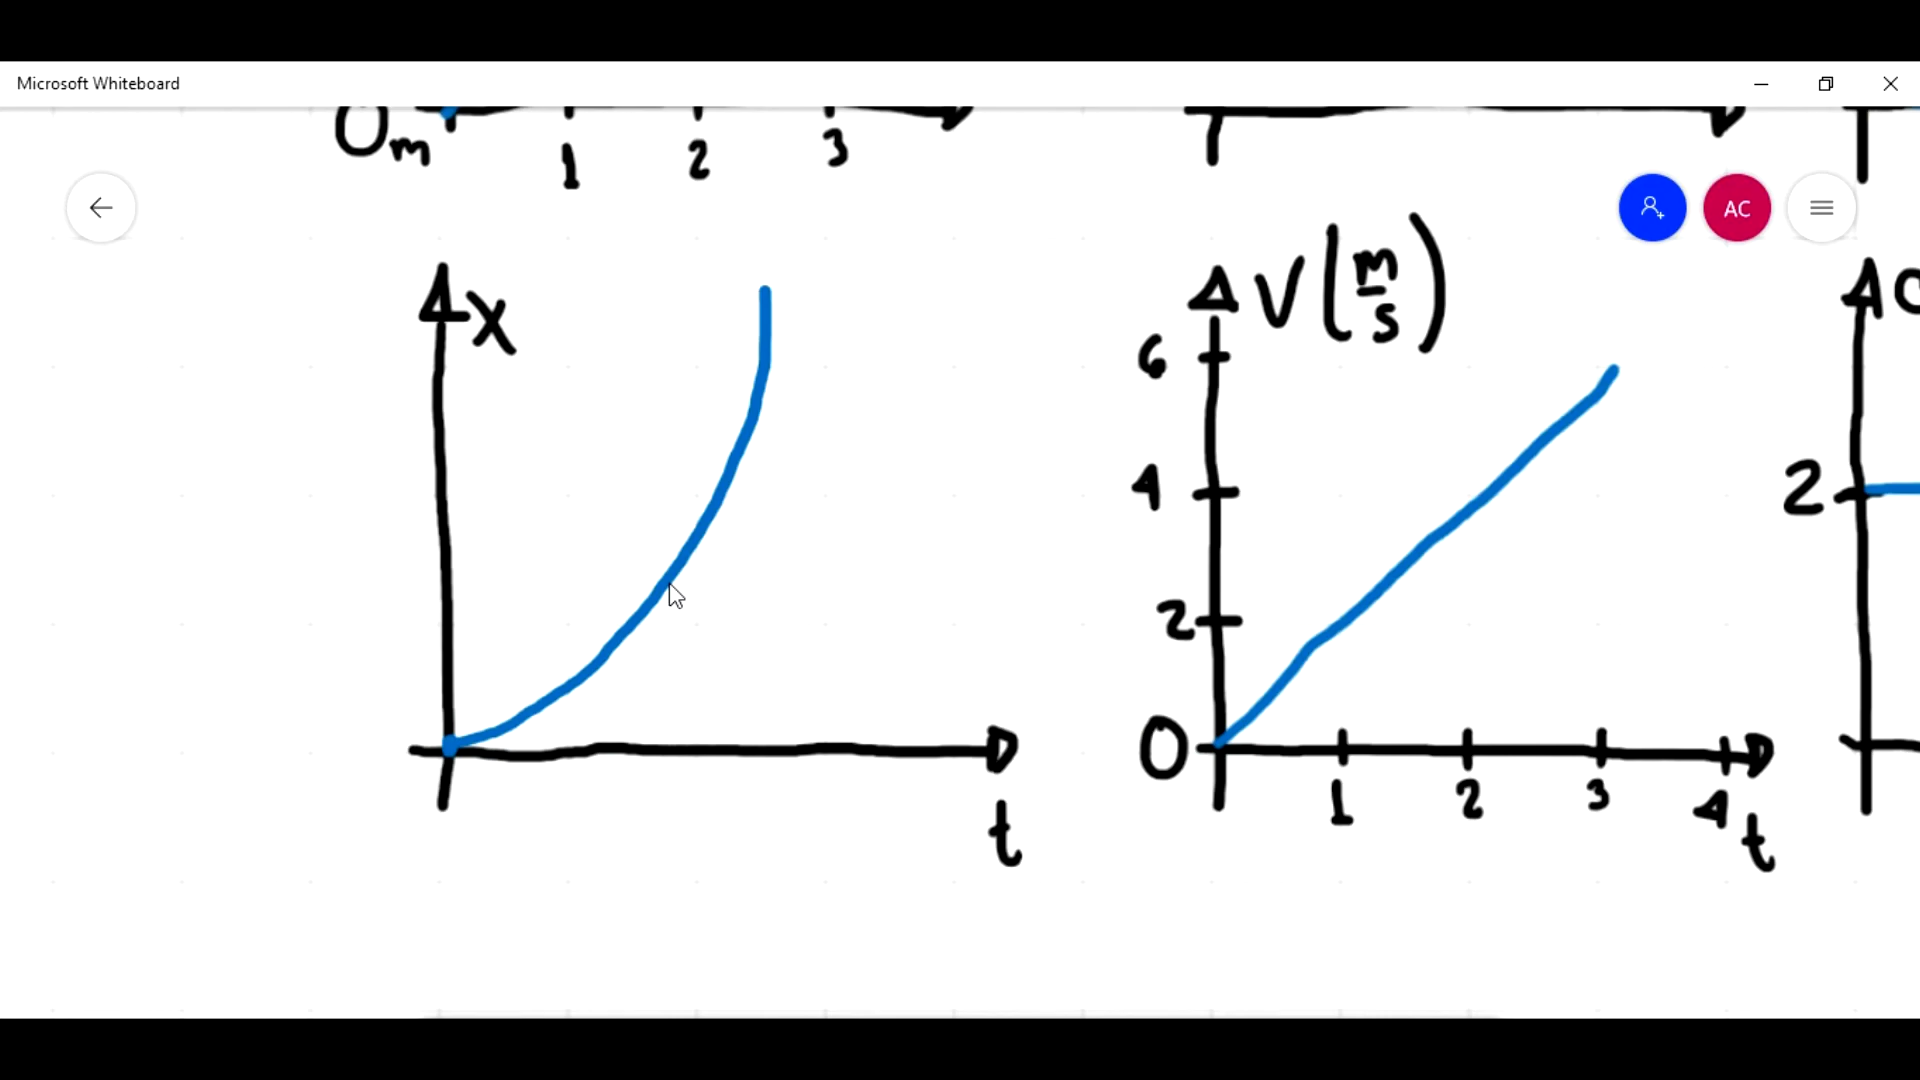 Microsoft Whiteboard
0m
1 2 3
AC
x
t
V(m/s)
6
4
2
0
1 2 3 4
t
2